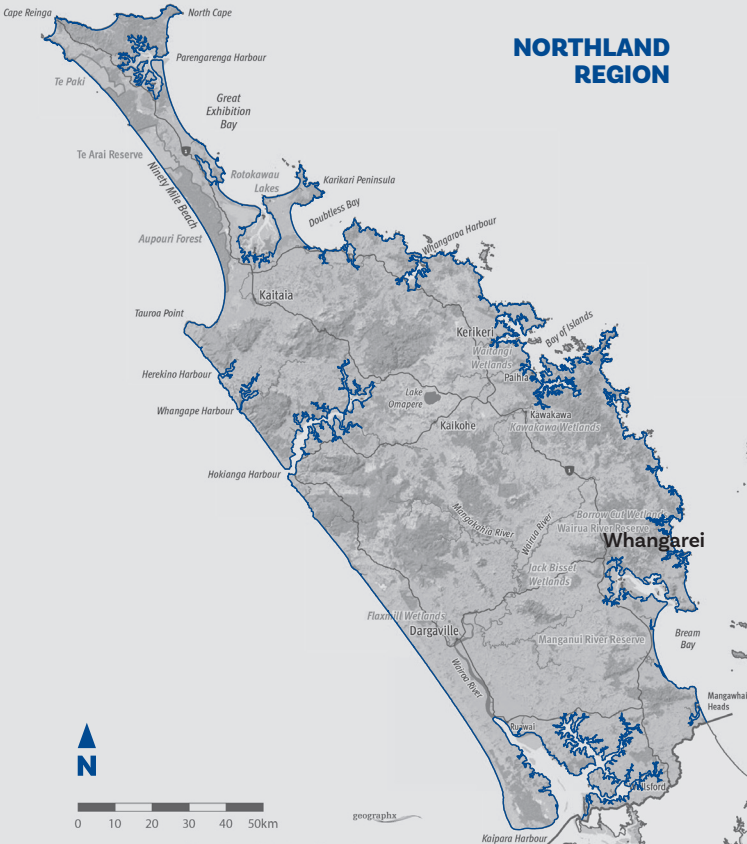 Cape Reinga
North Cape
NORTHLAND
REGION
Parengarenga Harbour
Te Paki
Great
Exhibition
Bay
Te Arai Reserve
1
Ninety Mile Beach
Rotokawau
Lakes
Karikari Peninsula
Doubtless Bay
Whangaroa Harbour
Aupouri Forest
Kaitaia
Tauroa Point
Kerikeri
Bay of Islands
Waitangi
Wetlands
Herekino Harbour
Paihia
Lake
Omapere
Whangape Harbour
Kawakawa
Kaikohe
Kawakawa Wetlands
Hokianga Harbour
1
Mangakahia River
Wairua River
Borrow Cut Wetlands
Wairua River Reserve
Whangarei
Jack Bisset
Wetlands
Flaxmill Wetlands
Dargaville
Manganui River Reserve
Bream
Bay
Wairoa River
Mangawhai
Heads
Ruawai
N
Wellsford
0 10 20 30 40 50km
geographx
Kaipara Harbour